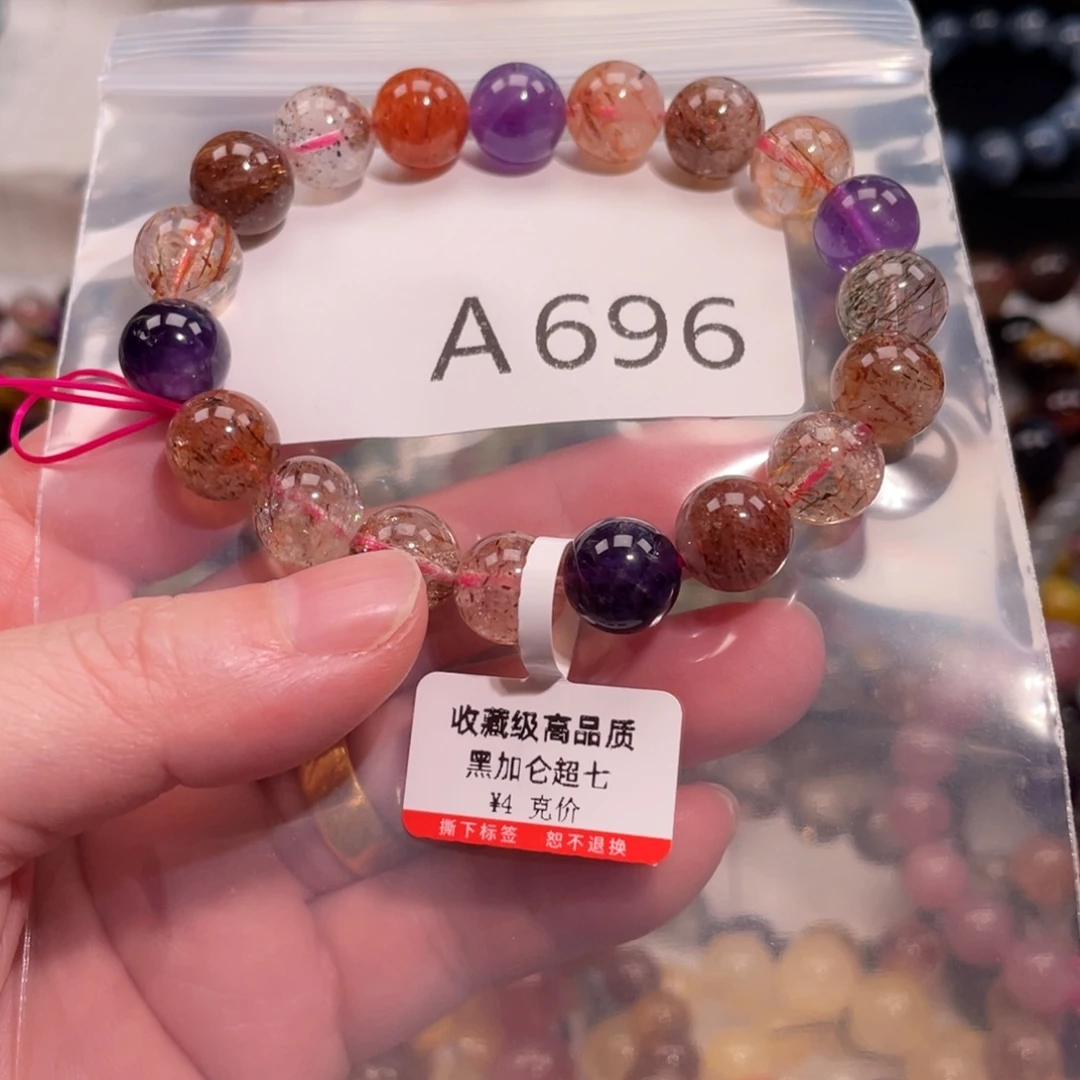 A696
收藏级高品质
黑加仑超七
¥4 克价
撕下标签 恕不退换